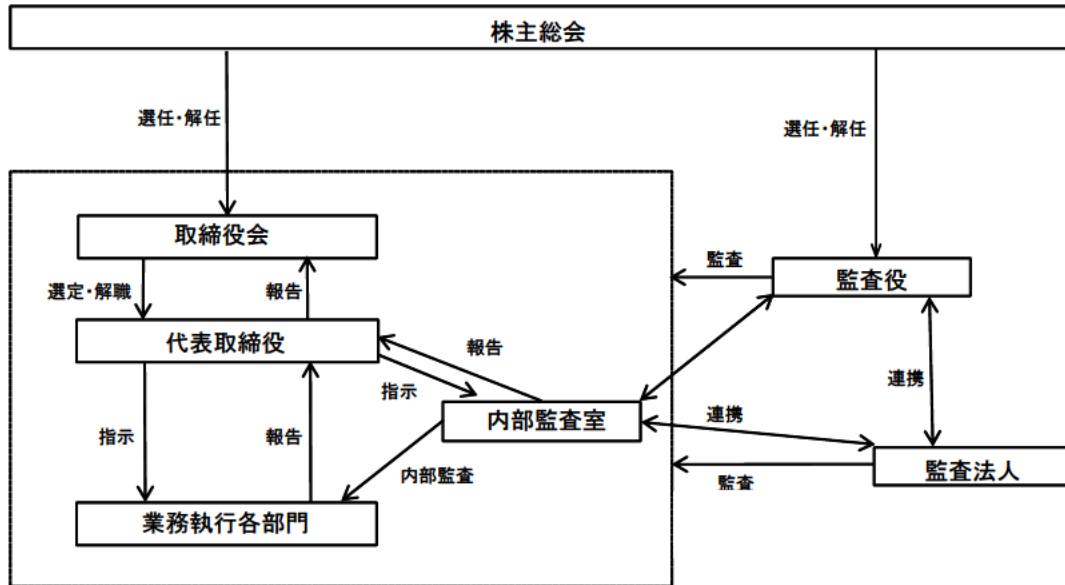 株主総会
選任・解任
選任・解任
取締役会
監査
監査役
選定・解職
報告
代表取締役
報告
指示
連携
内部監査室
連携
指示
報告
内部監査
監査
監査法人
業務執行各部門